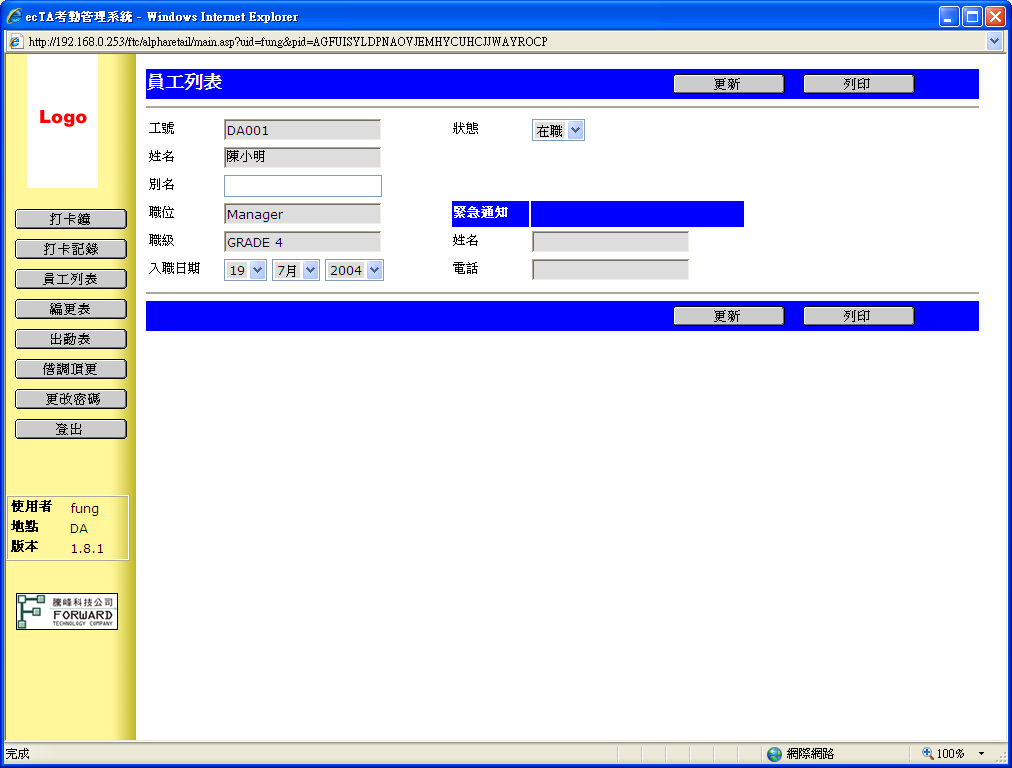 ecTA考勤管理系統 - Windows Internet Explorer
http://192.168.0.253/ftc/alpharetail/main.asp?uid=fung&pid=AGFUISYLDPNAOVJEMHYCUHCJJWAYROCP
Logo
員工列表 更新 列印
工號 DA001 狀態 在職
姓名 陳小明
別名
職位 Manager 緊急通知
職級 GRADE 4 姓名
入職日期 19 7月 2004 電話
更新 列印
打卡鐘
打卡記錄
員工列表
編更表
出勤表
借調頂更
更改密碼
登出
使用者 fung
地點 DA
版本 1.8.1
騰峰科技公司
FORWARD
TECHNOLOGY COMPANY
完成 網際網路 100%